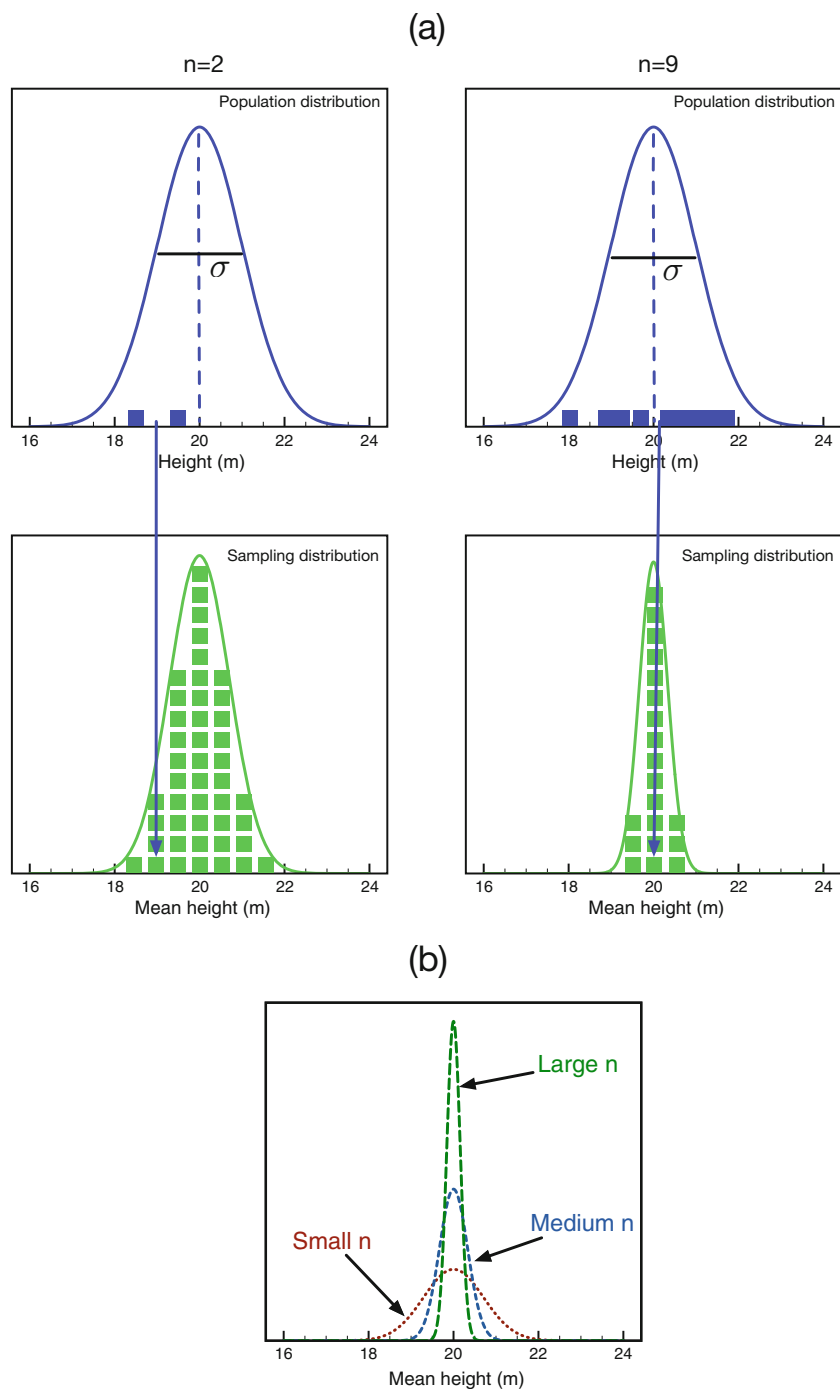 (a)
n=2
n=9
Population distribution
Population distribution
σ
σ
16 18 20 22 24
16 18 20 22 24
Height (m)
Height (m)
Sampling distribution
Sampling distribution
16 18 20 22 24
16 18 20 22 24
Mean height (m)
Mean height (m)
(b)
Large n
Medium n
Small n
16 18 20 22 24
Mean height (m)